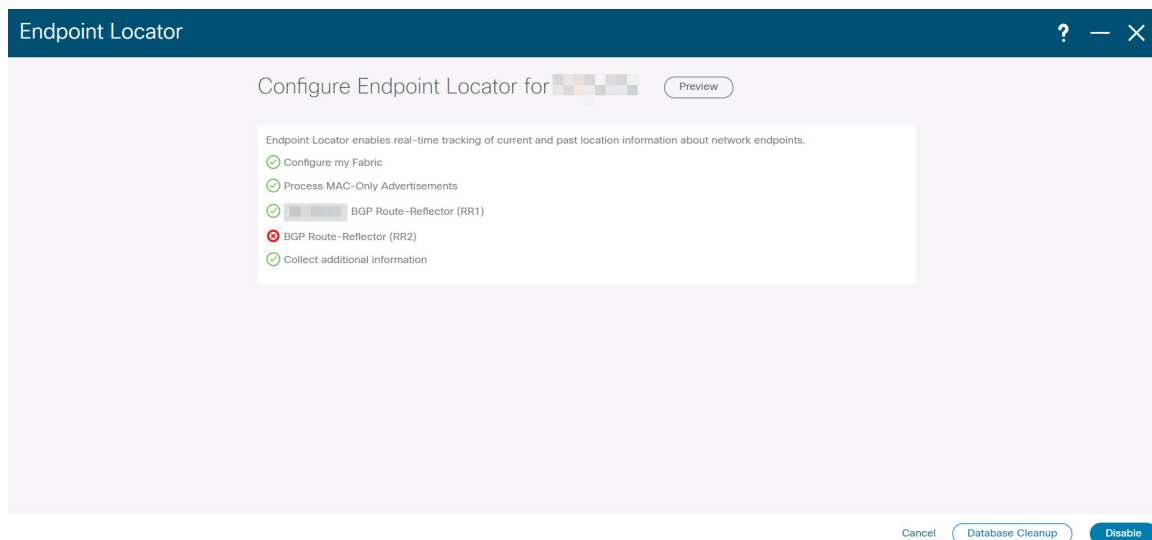 Endpoint Locator
?
Configure Endpoint Locator for
Preview
Endpoint Locator enables real-time tracking of current and past location information about network endpoints.
Configure my Fabric
Process MAC-Only Advertisements
BGP Route-Reflector (RR1)
BGP Route-Reflector (RR2)
Collect additional information
Cancel Database Cleanup Disable